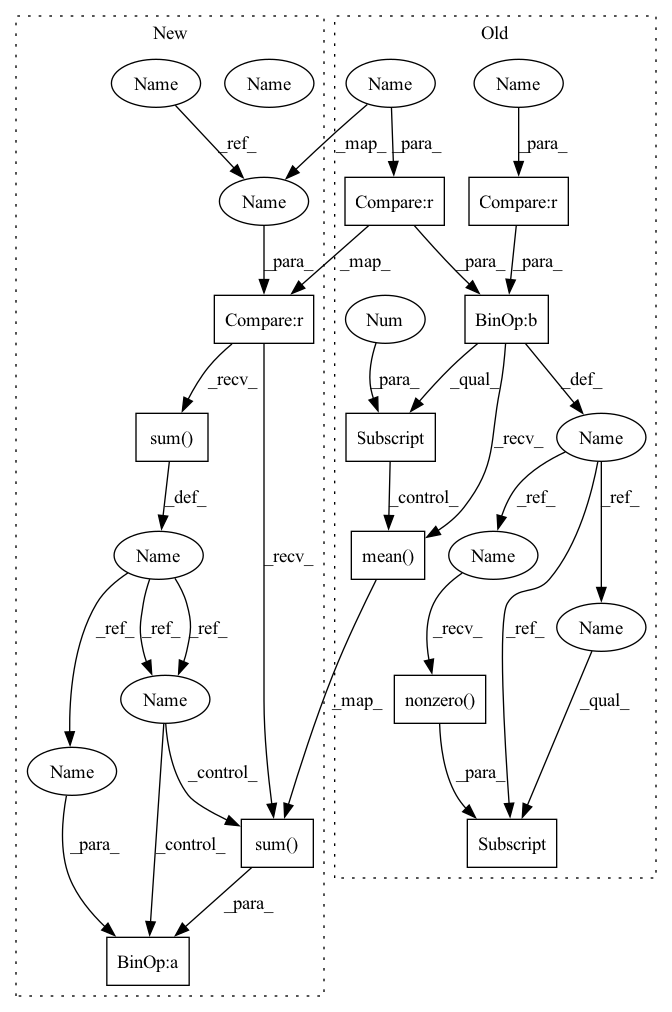 New
Old
Name
Name
Name
Name
_ref_
_map_
_para_
_para_
Name
Compare:r
Compare:r
_para_
_map_
_para_
_para_
Compare:r
Num
BinOp:b
_recv_
_para_
_qual_
_def_
sum()
Subscript
_recv_
Name
_def_
_control_
_ref_
_ref_
Name
_recv_
mean()
Name
_ref_
_ref_
_ref_
_recv_
_ref_
Name
Name
nonzero()
_qual_
_map_
Name
_control_
_para_
_para_
_control_
sum()
Subscript
_para_
BinOp:a